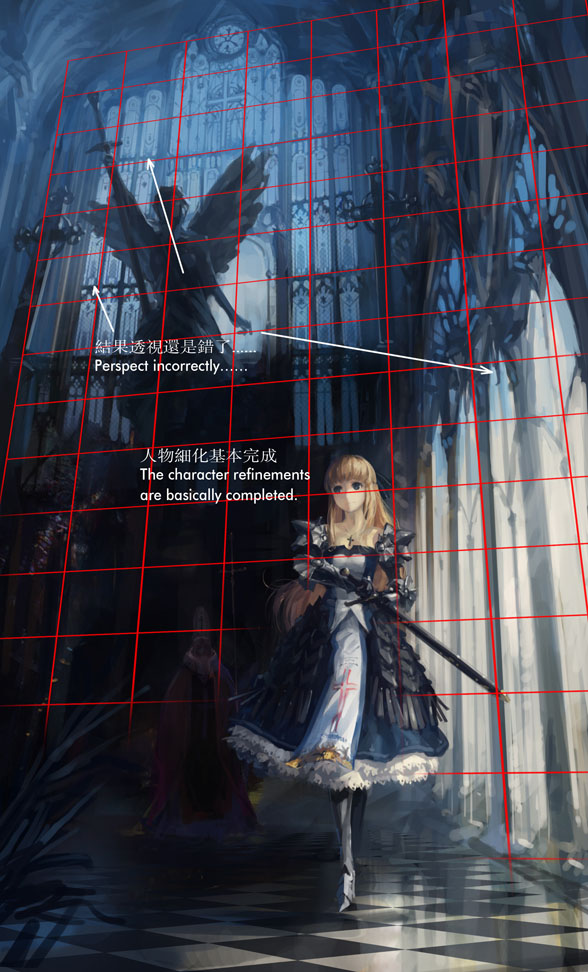 結果透視還是錯了......
Perspect incorrectly......
人物細化基本完成
The character refinements
are basically completed.